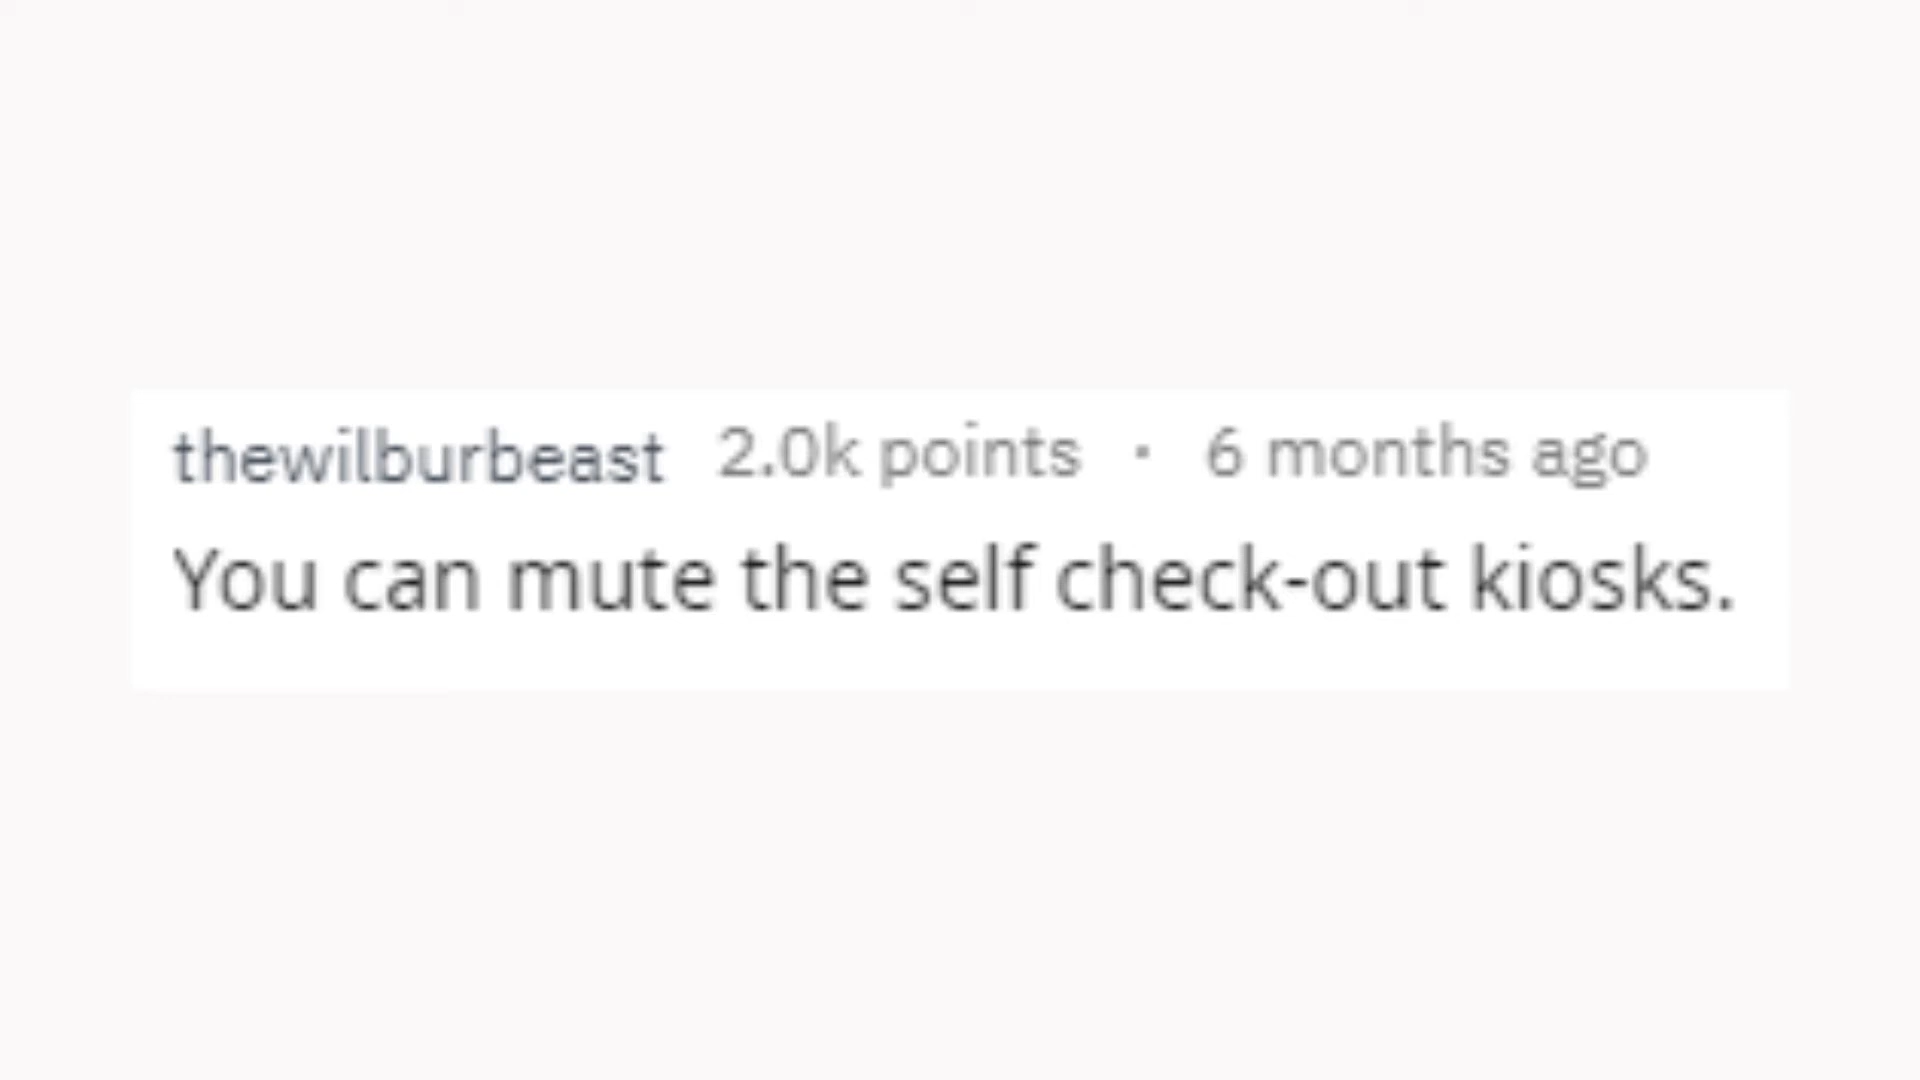 thewilburbeast 2.0k points · 6 months ago
You can mute the self check-out kiosks.